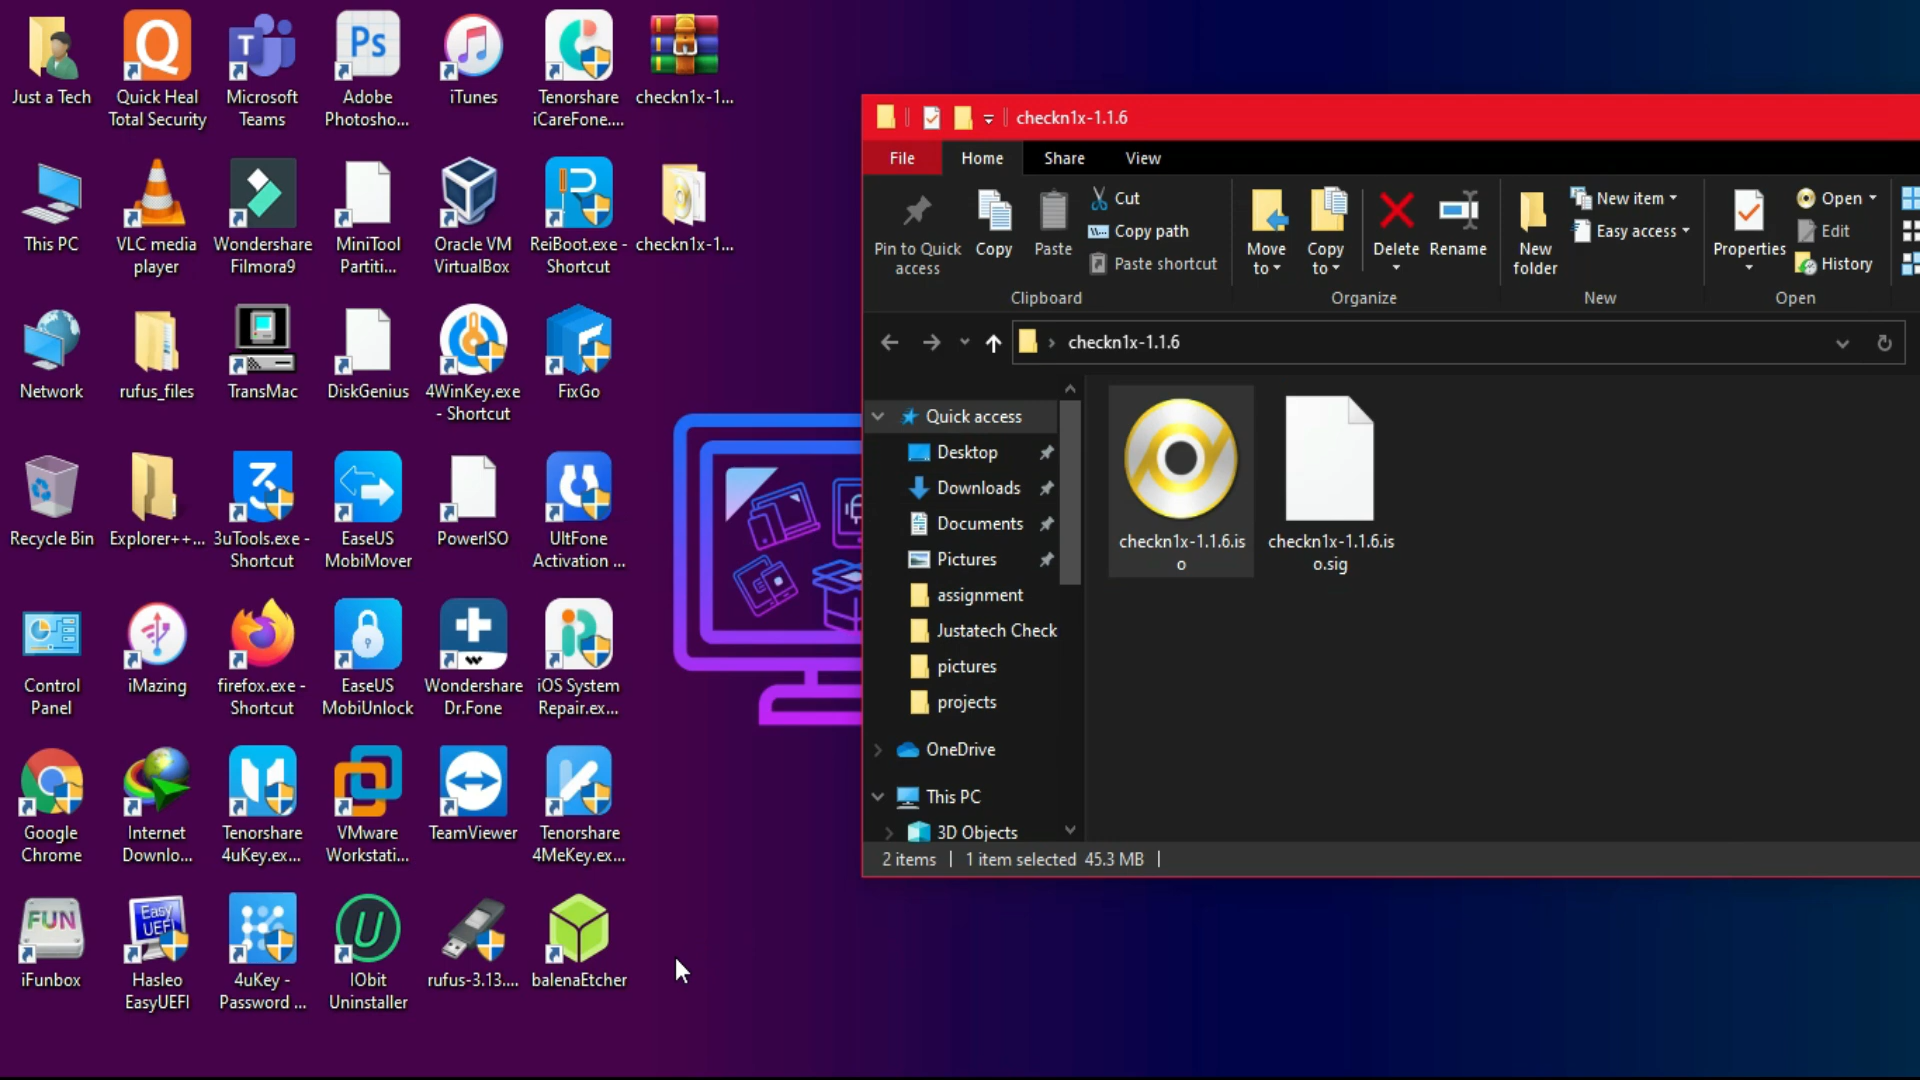 Just a Tech
Quick Heal
Total Security
Microsoft
Teams
Ps
Adobe
Photosho...
iTunes
Tenorshare
iCareFone....
checkn1x-1...
This PC
VLC media
player
Wondershare
Filmora9
MiniTool
Partiti...
Oracle VM
VirtualBox
ReiBoot.exe -
Shortcut
checkn1x-1...
Network
rufus_files
TransMac
DiskGenius
4WinKey.exe
- Shortcut
FixGo
Recycle Bin
Explorer++...
3uTools.exe -
Shortcut
EaseUS
MobiMover
PowerISO
UltFone
Activation ...
Control
Panel
iMazing
firefox.exe -
Shortcut
EaseUS
MobiUnlock
Wondershare
Dr.Fone
iOS System
Repair.ex...
Google
Chrome
Internet
Downlo...
Tenorshare
4uKey.ex...
VMware
Workstati...
TeamViewer
Tenorshare
4MeKey.ex...
FUN
iFunbox
Easy
UEFI
Hasleo
EasyUEFI
4uKey -
Password ...
IObit
Uninstaller
rufus-3.13....
balenaEtcher
checkn1x-1.1.6
File
Home
Share
View
Pin to Quick
access
Copy
Paste
Cut
Copy path
Paste shortcut
Clipboard
Move
to
Copy
to
Delete
Rename
Organize
New
folder
New item
Easy access
New
Properties
Open
Edit
History
Open
checkn1x-1.1.6
Quick access
Desktop
Downloads
Documents
Pictures
assignment
Justatech Check
pictures
projects
OneDrive
This PC
3D Objects
checkn1x-1.1.6.is
o
checkn1x-1.1.6.is
o.sig
2 items
1 item selected 45.3 MB